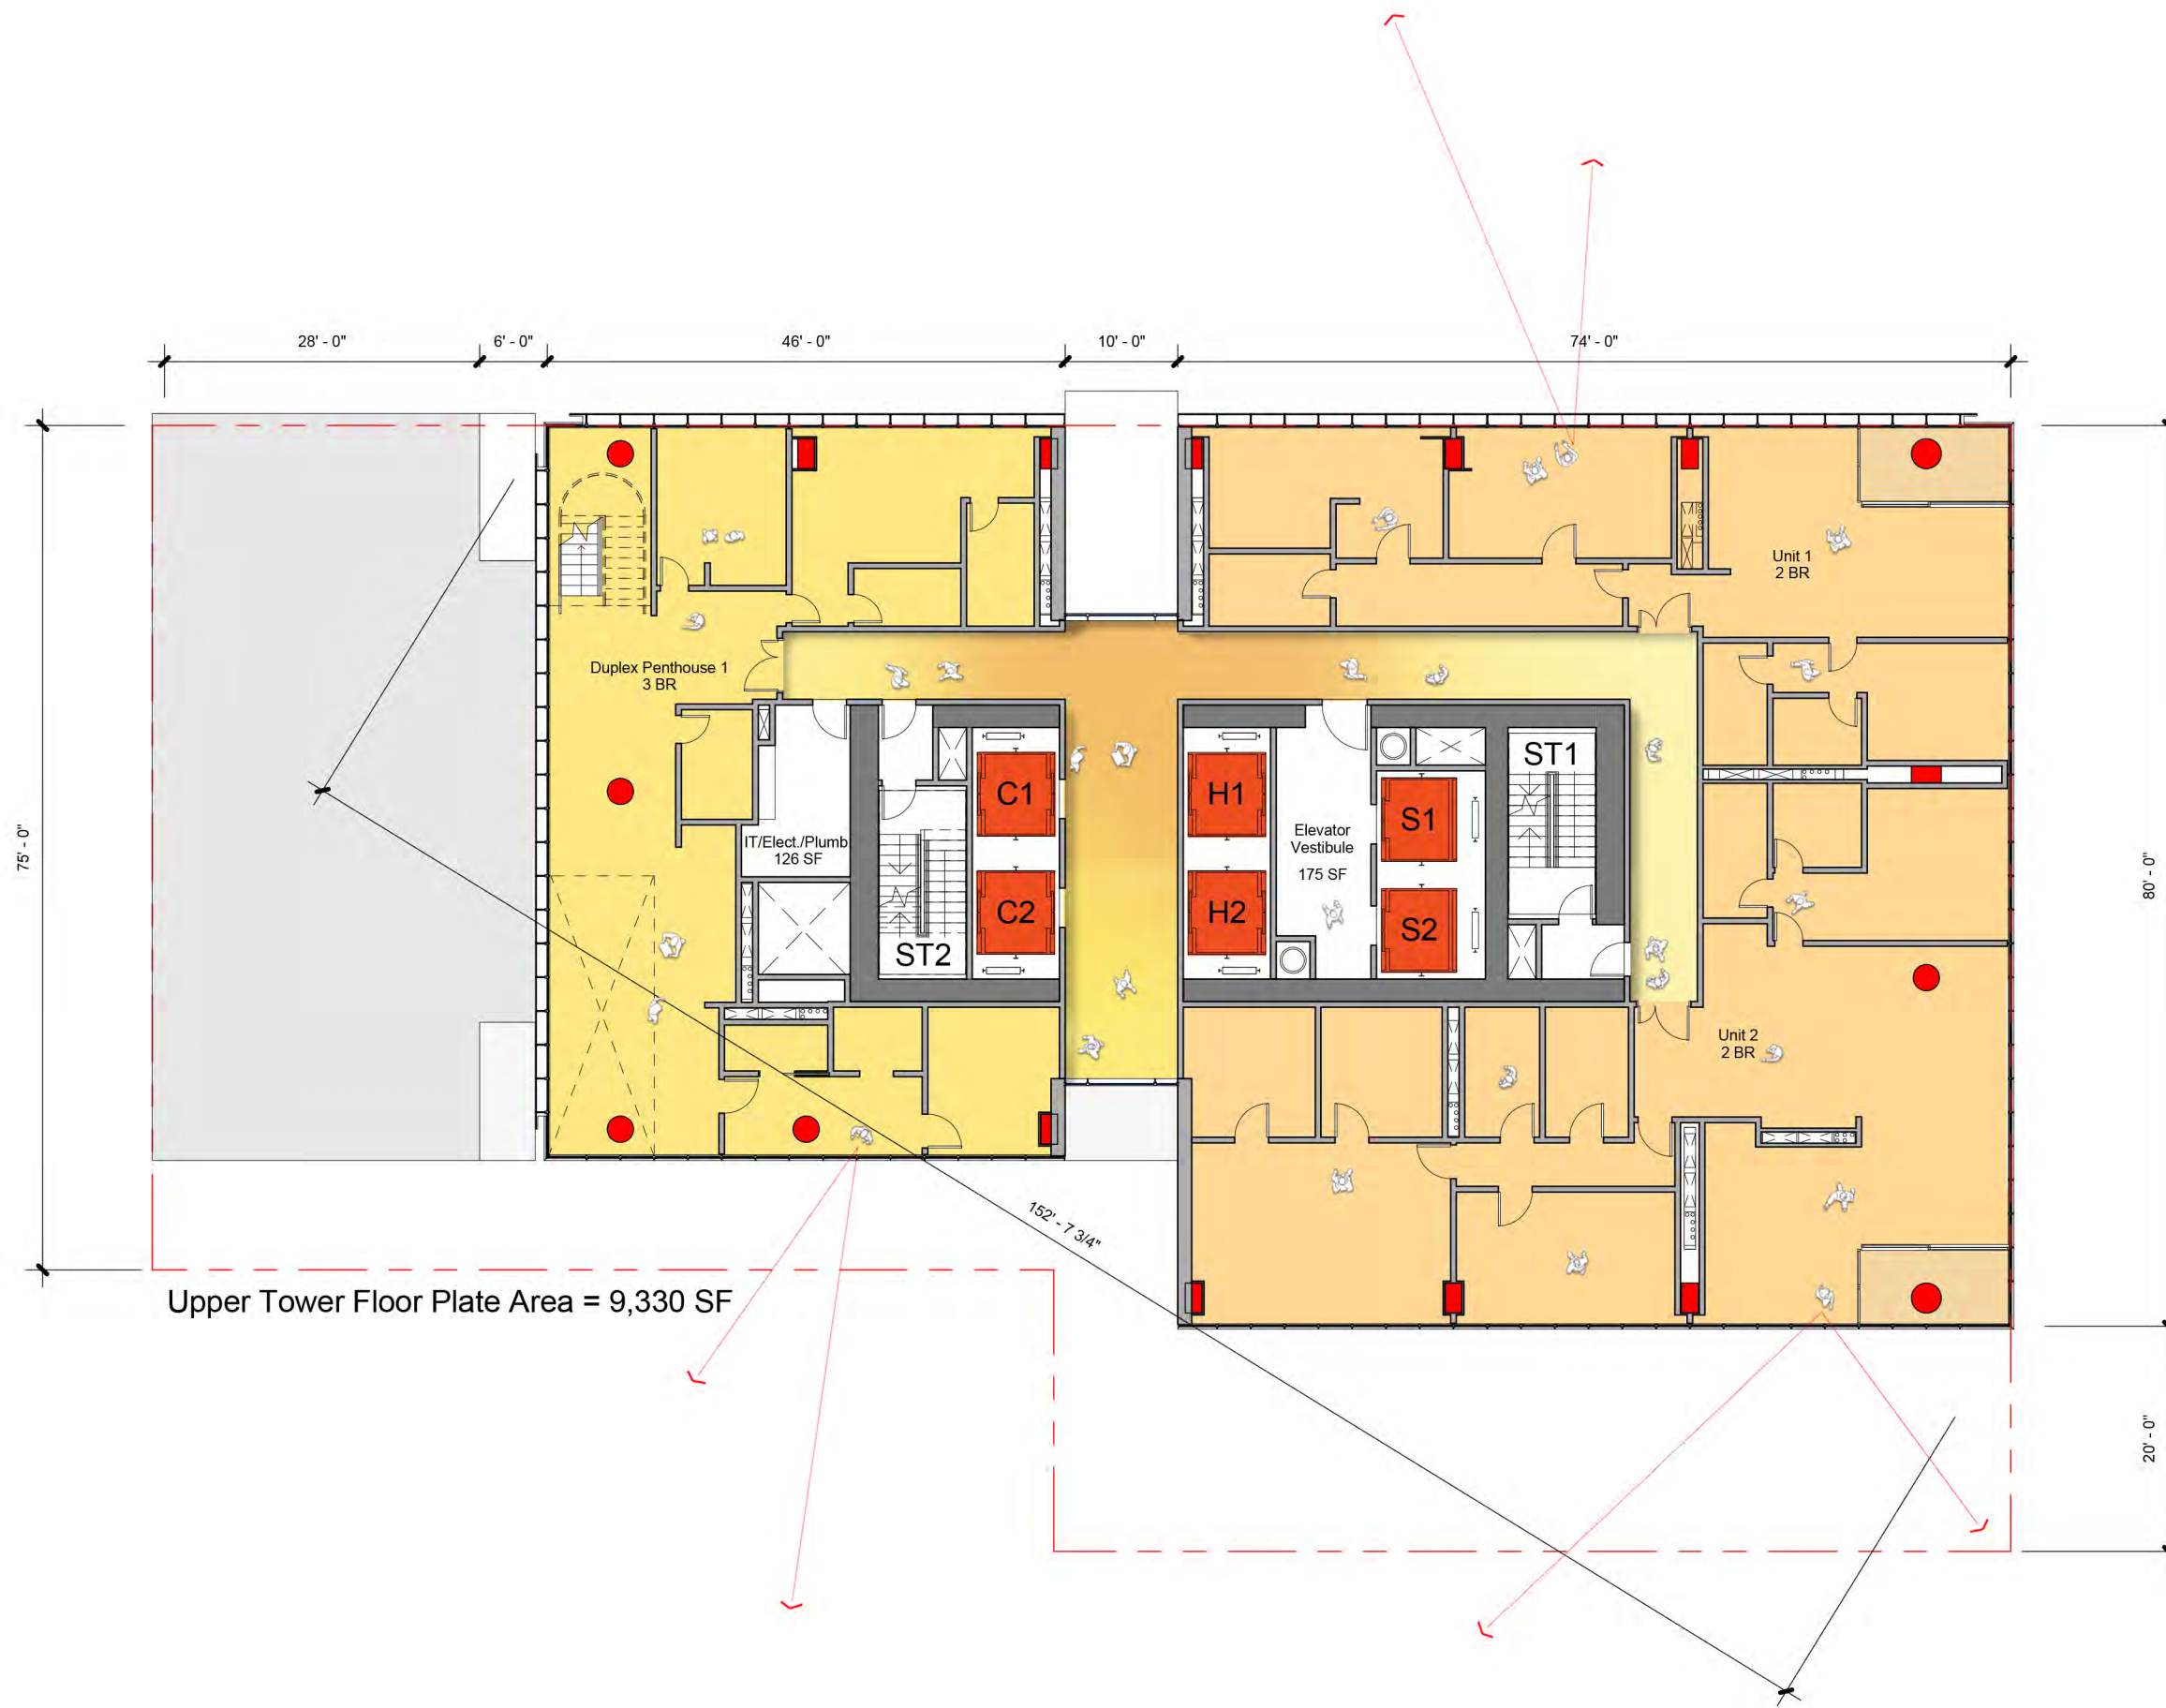 28' - 0"
6' - 0"
46' - 0"
10' - 0"
74' - 0"
75' - 0"
80' - 0"
20' - 0"
152' - 7 3/4"
Unit 1
2 BR
Duplex Penthouse 1
3 BR
ST1
C1
H1
S1
IT/Elect./Plumb
126 SF
Elevator
Vestibule
175 SF
C2
H2
S2
ST2
Unit 2
2 BR
Upper Tower Floor Plate Area = 9,330 SF